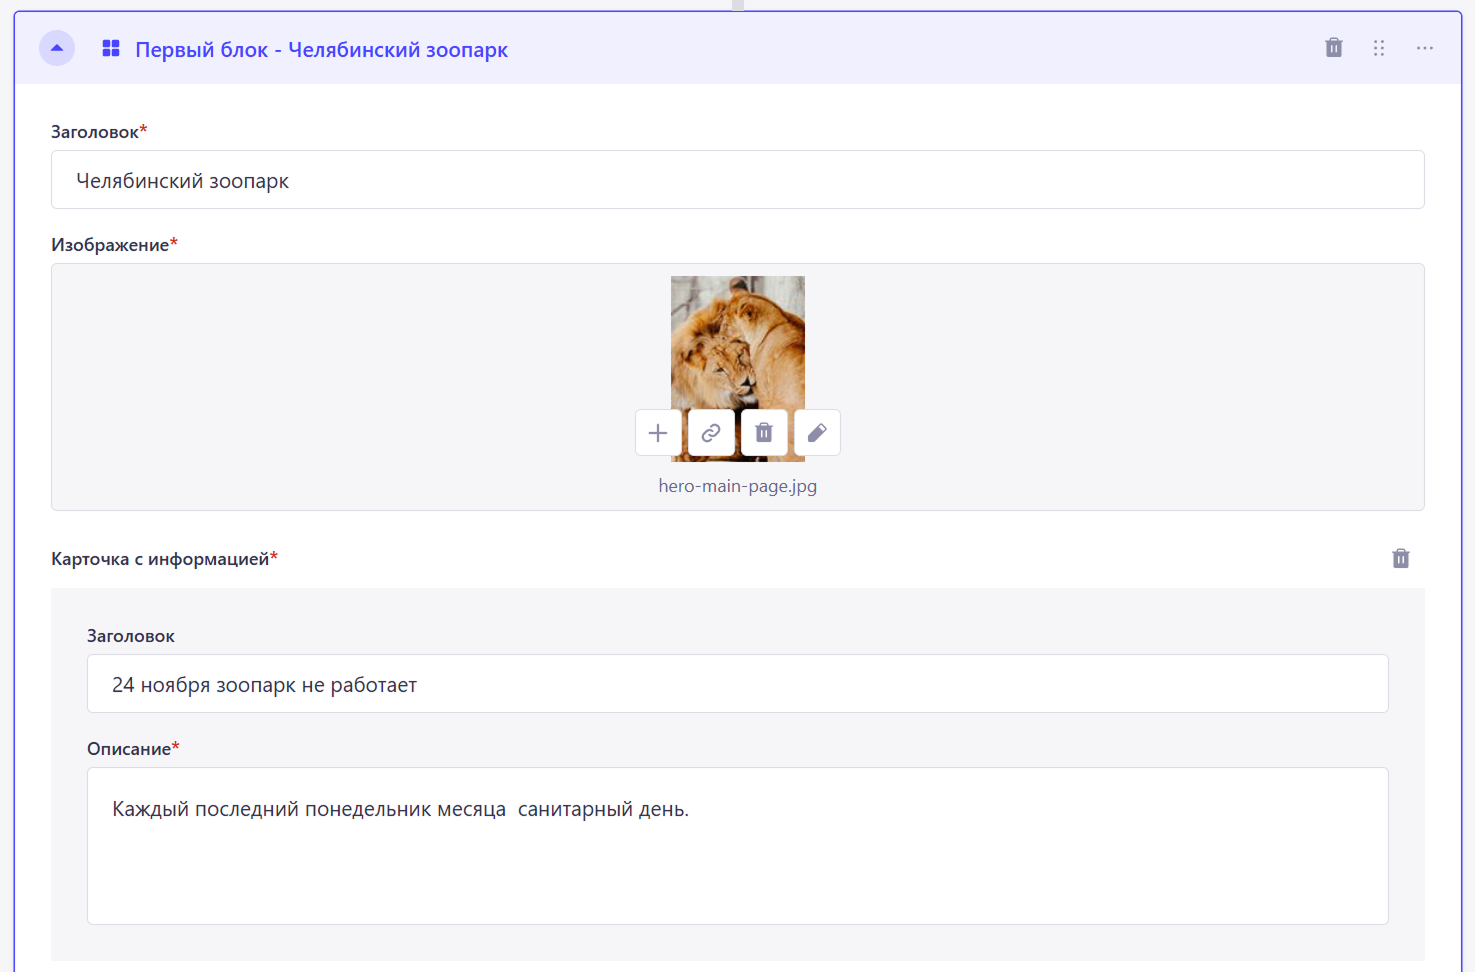 Первый блок - Челябинский зоопарк
Заголовок*
Челябинский зоопарк
Изображение*
hero-main-page.jpg
Карточка с информацией*
Заголовок
24 ноября зоопарк не работает
Описание*
Каждый последний понедельник месяца  санитарный день.